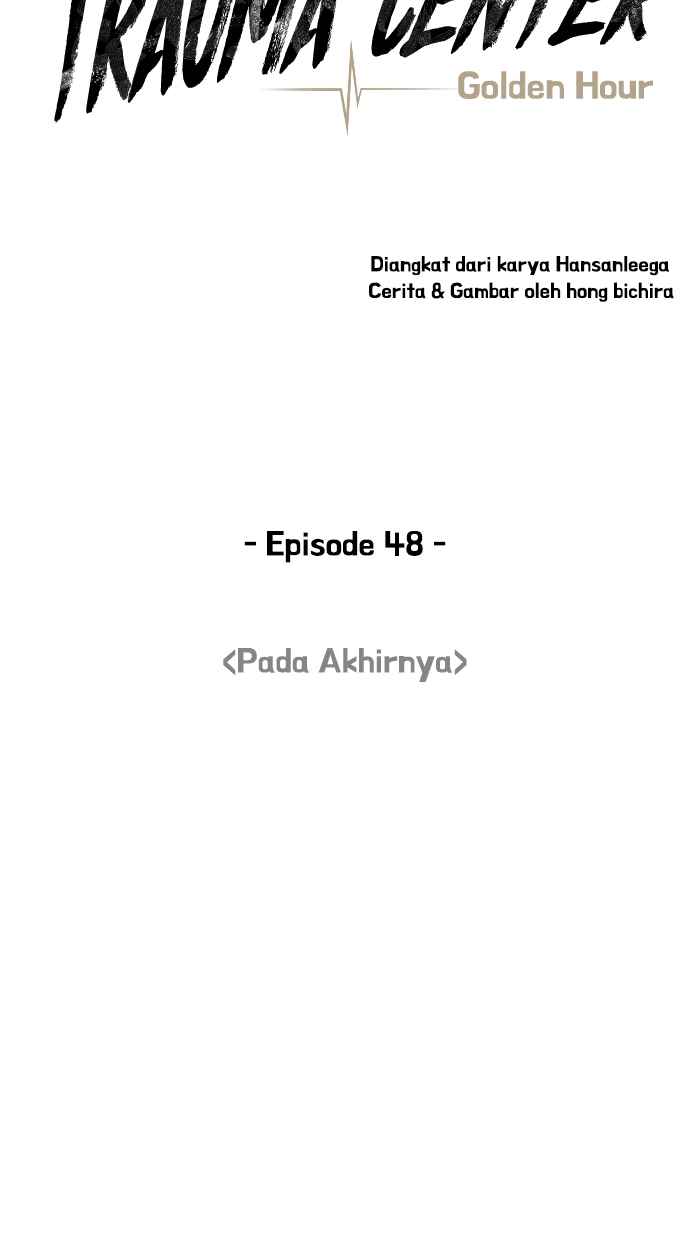 TRAUMA CENTER
Golden Hour
Diangkat dari karya Hansanleega
Cerita & Gambar oleh hong bichira
- Episode 48 -
<Pada Akhirnya>